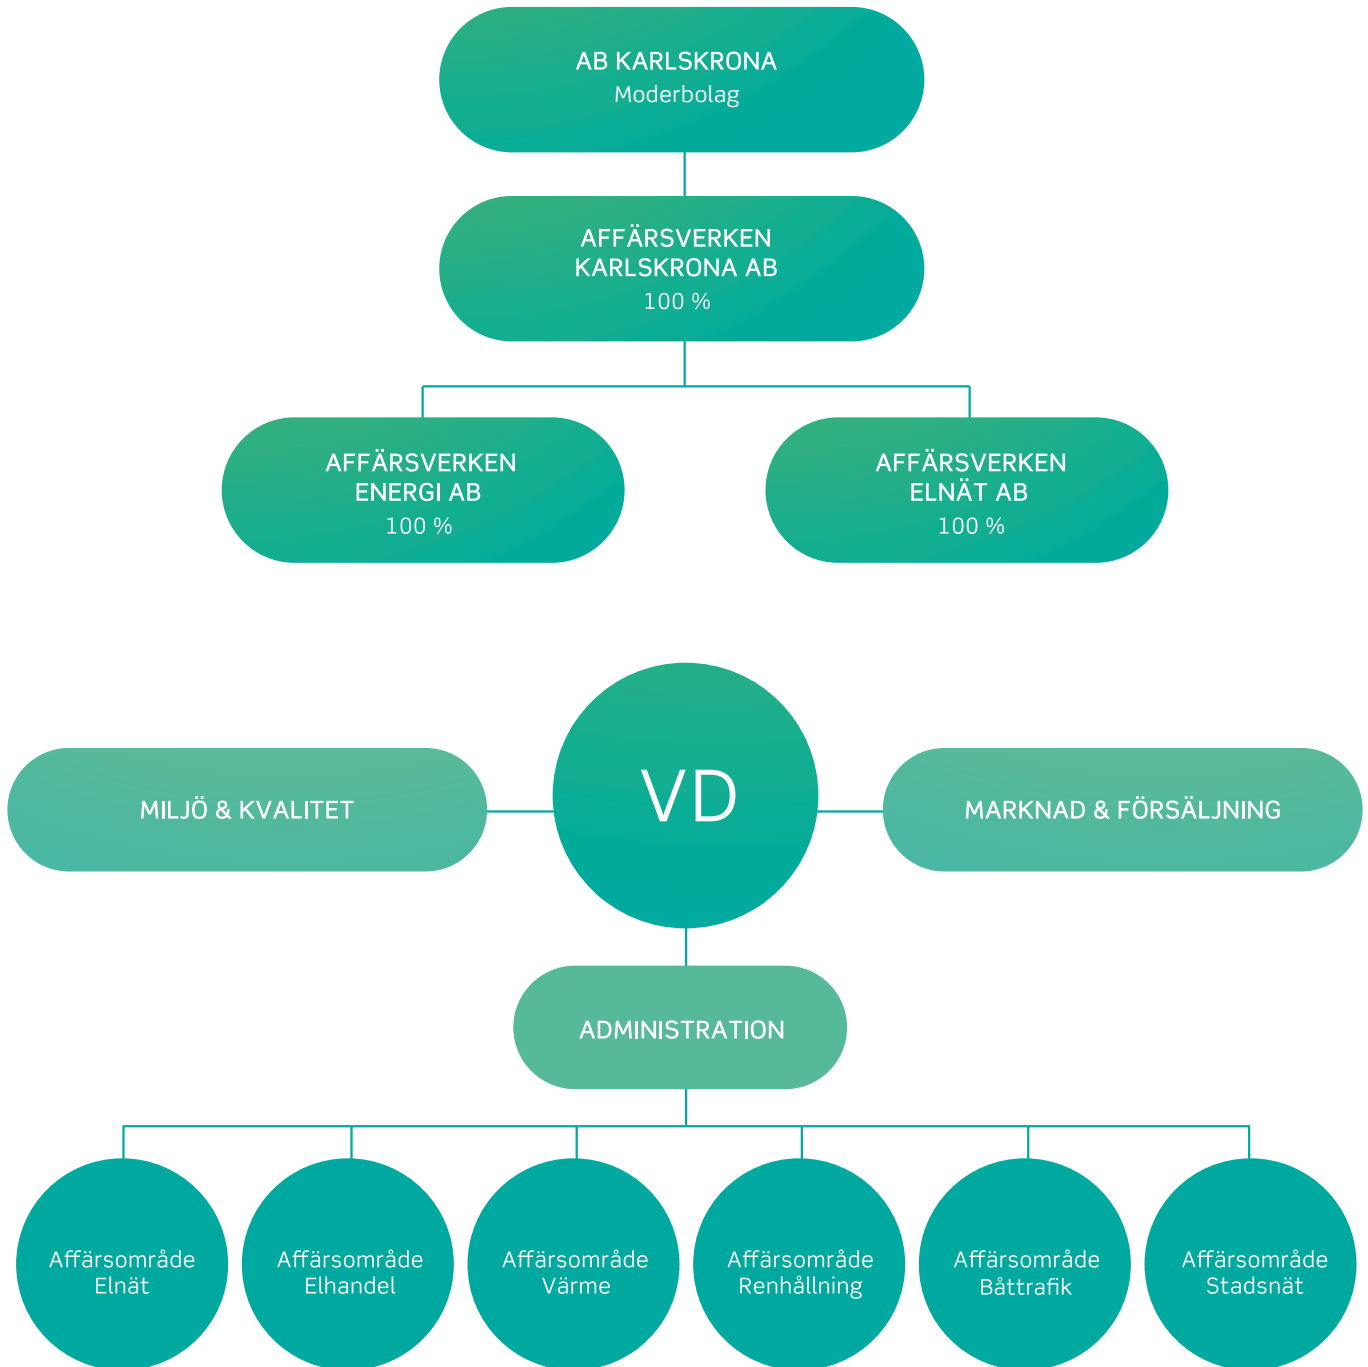 AB KARLSKRONA
Moderbolag
AFFÄRSVERKEN
KARLSKRONA AB
100 %
AFFÄRSVERKEN
ENERGI AB
100 %
AFFÄRSVERKEN
ELNÄT AB
100 %
VD
MILJÖ & KVALITET
MARKNAD & FÖRSÄLJNING
ADMINISTRATION
Affärsområde
Elnät
Affärsområde
Elhandel
Affärsområde
Värme
Affärsområde
Renhållning
Affärsområde
Båttrafik
Affärsområde
Stadsnät